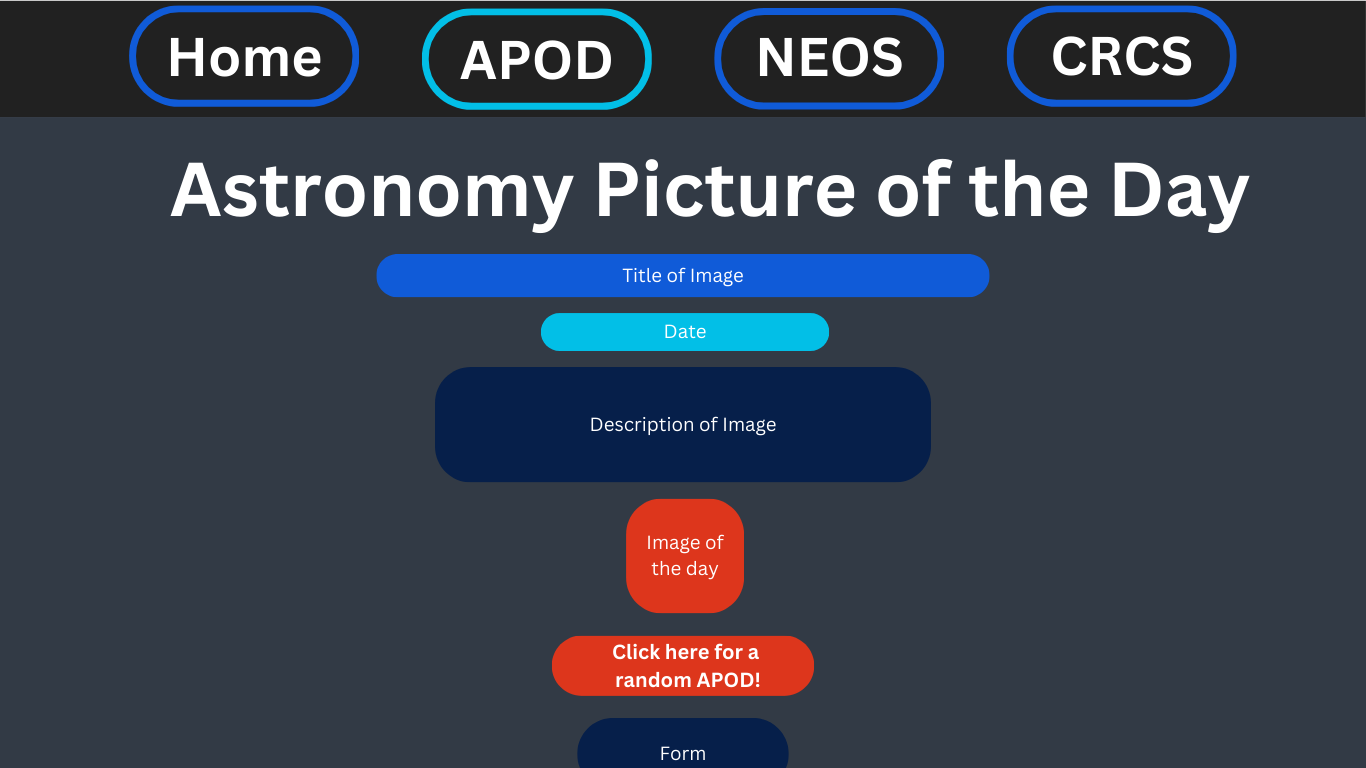 Home APOD NEOS CRCS
Astronomy Picture of the Day
Title of Image
Date
Description of Image
Image of
the day
Click here for a
random APOD!
Form